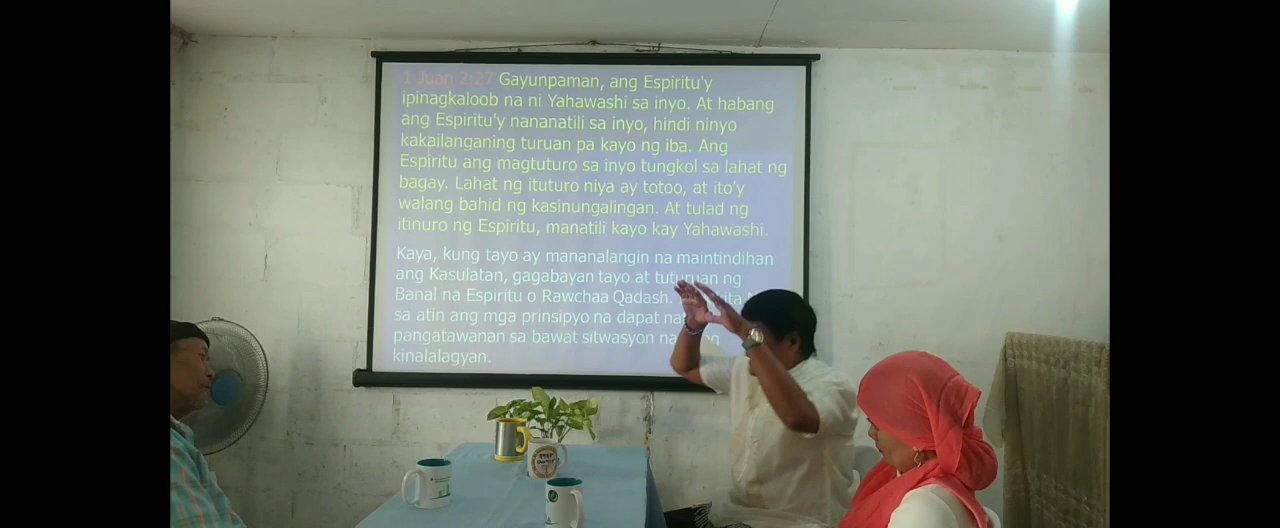 1 Juan 2:27 Gayunpaman, ang Espiritu'y
ipinagkaloob na ni Yahawashi sa inyo. At habang
ang Espiritu'y nananatili sa inyo, hindi ninyo
kakailanganing turuan pa kayo ng iba. Ang
Espiritu ang magtuturo sa inyo tungkol sa lahat ng
bagay. Lahat ng ituturo niya ay totoo, at ito'y
walang bahid ng kasinungalingan. At tulad ng
itinuro ng Espiritu, manatili kayo kay Yahawashi.
Kaya, kung tayo ay mananalangin na maintindihan
ang Kasulatan, gagabayan tayo at tuturuan ng
Banal na Espiritu o Rawchaa Qadash.
sa atin ang mga prinsipyo na dapat
pangatawanan sa bawat sitwasyon
kinalalagyan.